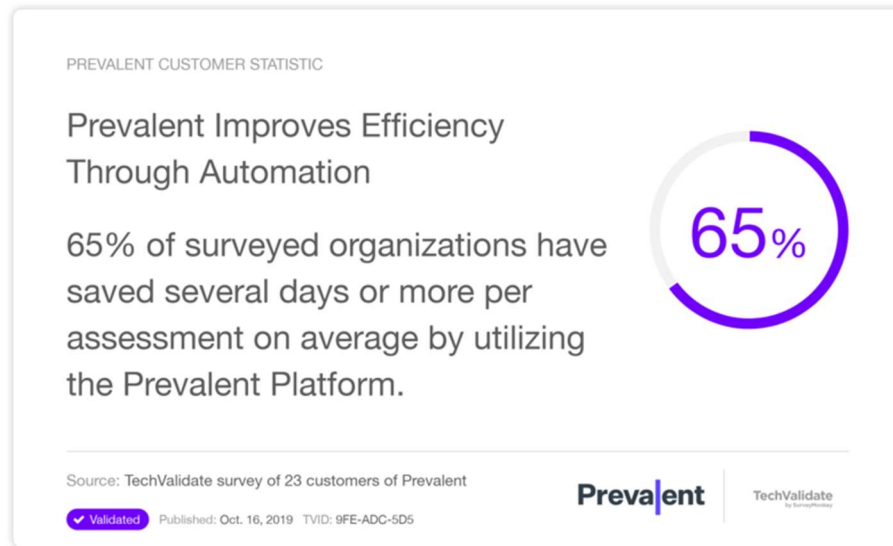 PREVALENT CUSTOMER STATISTIC
Prevalent Improves Efficiency
Through Automation
65% of surveyed organizations have
saved several days or more per
assessment on average by utilizing
the Prevalent Platform.
65%
Source: TechValidate survey of 23 customers of Prevalent
Validated Published: Oct. 16, 2019 TVID: 9FE-ADC-5D5
Prevalent
TechValidate
by SurveyMonkey